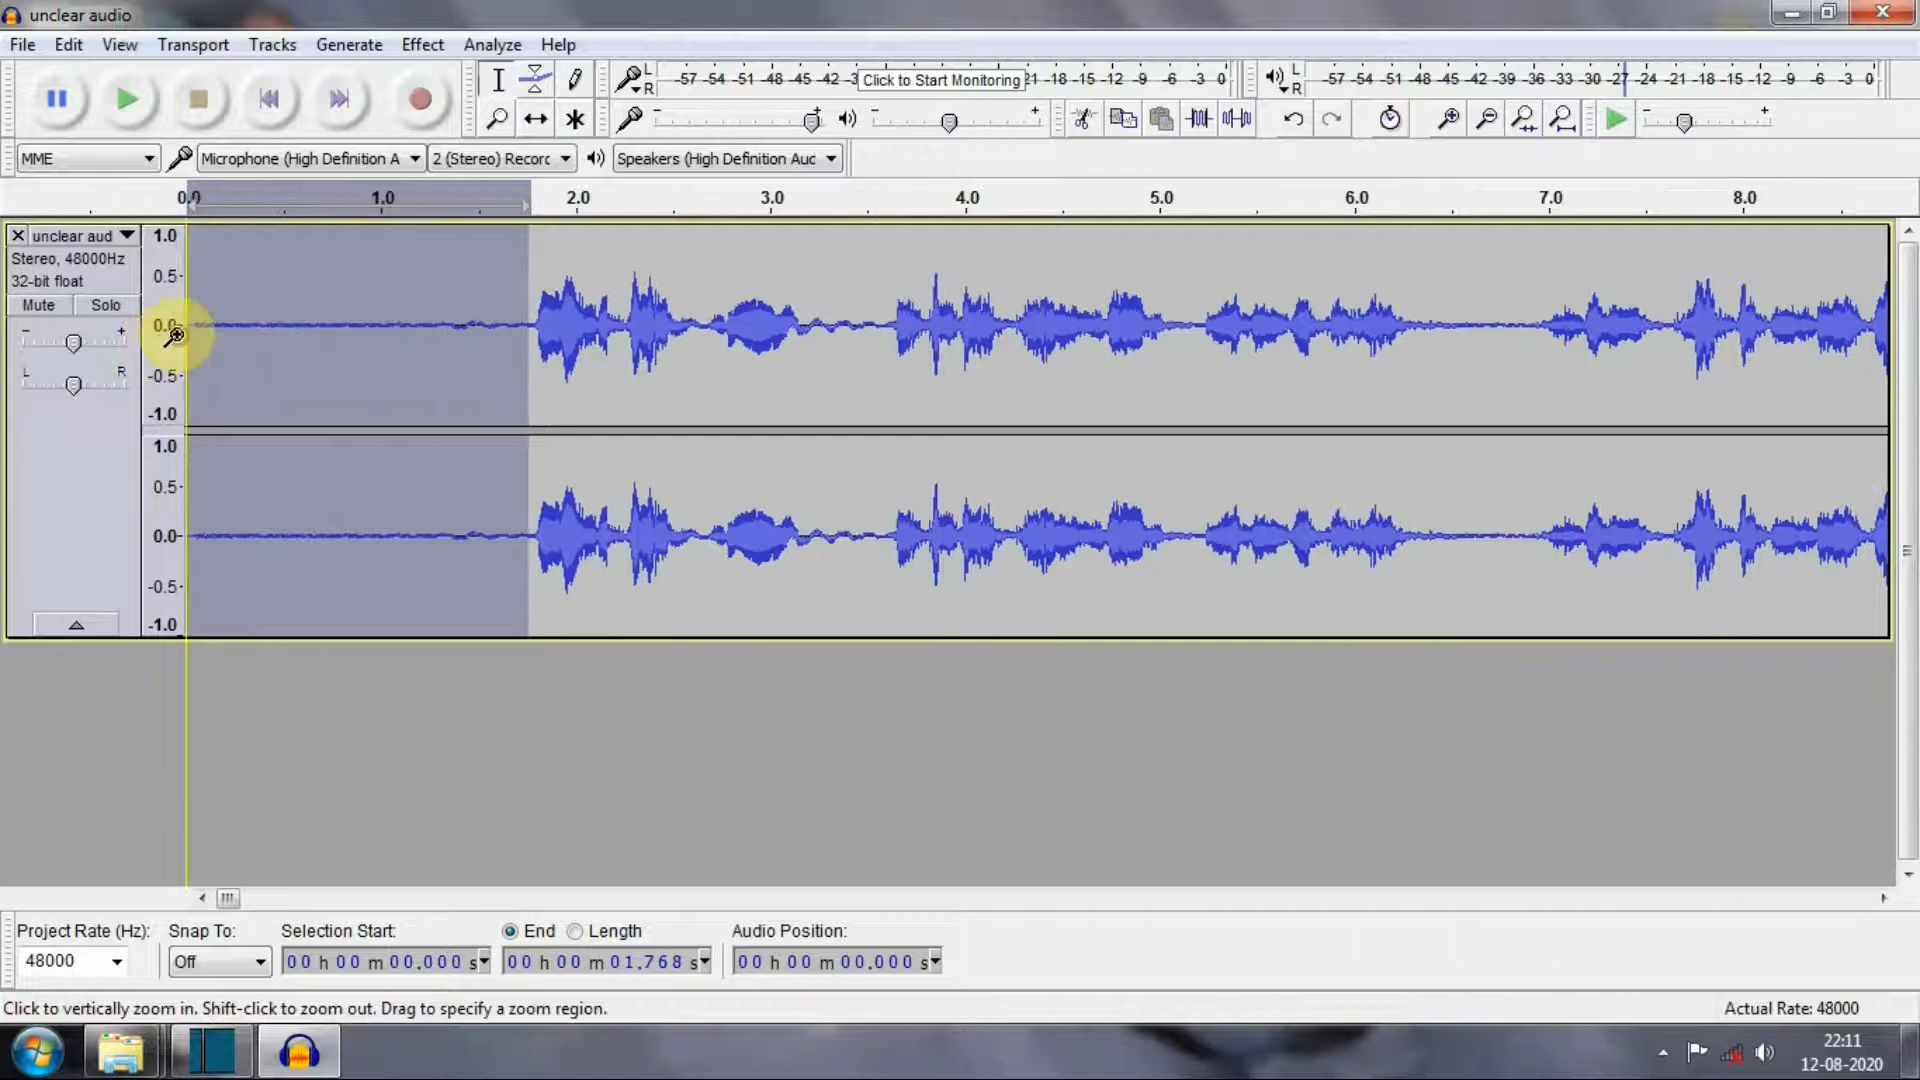 unclear audio
File Edit View Transport Tracks Generate Effect Analyze Help
L
R
-57 -54 -51 -48 -45 -42 -3 Click to Start Monitoring 21 -18 -15 -12 -9 -6 -3 0
L
R
-57 -54 -51 -48 -45 -42 -39 -36 -33 -30 -27 -24 -21 -18 -15 -12 -9 -6 -3 0
- + - + - +
MME Microphone (High Definition A 2 (Stereo) Recorc Speakers (High Definition Auc
0.0 1.0 2.0 3.0 4.0 5.0 6.0 7.0 8.0
unclear aud
Stereo, 48000Hz
32-bit float
Mute Solo
- +
L R
1.0
0.5-
0.0-
-0.5-
-1.0
1.0
0.5-
0.0-
-0.5-
-1.0
Project Rate (Hz): Snap To: Selection Start: End Length Audio Position:
48000 Off 00 h 00 m 00.000 s 00 h 00 m 01.768 s 00 h 00 m 00.000 s
Click to vertically zoom in. Shift-click to zoom out. Drag to specify a zoom region. Actual Rate: 48000
22:11
12-08-2020